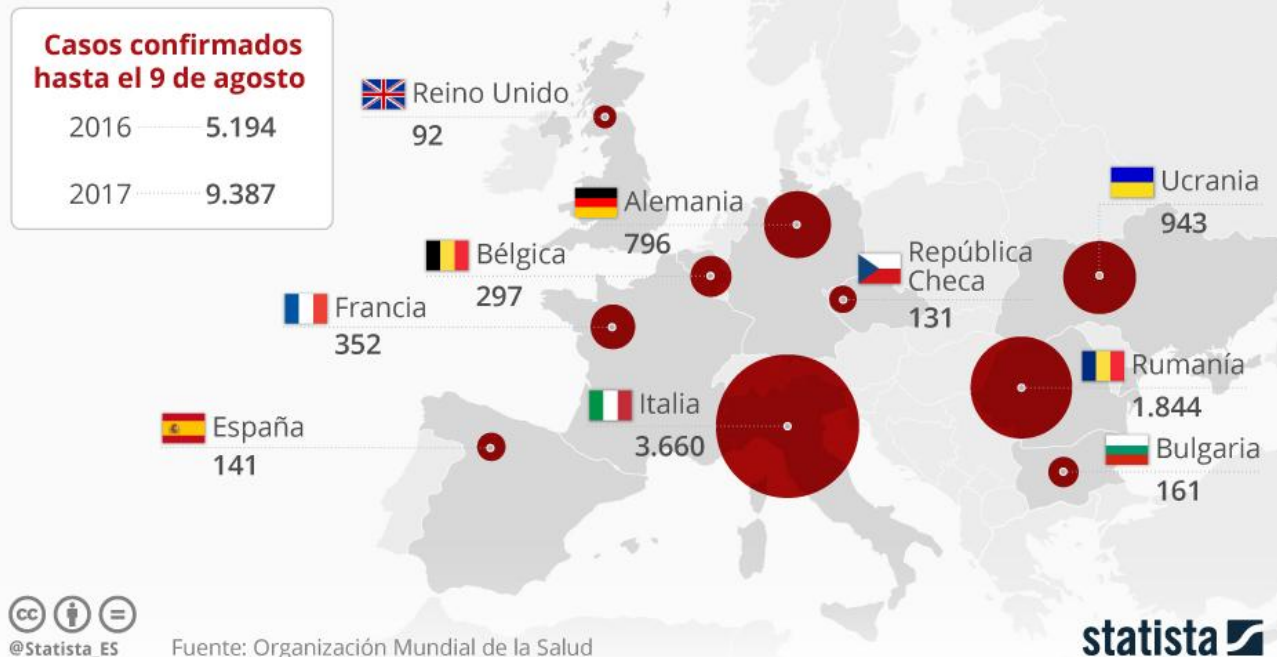 Casos confirmados
hasta el 9 de agosto
2016 5.194
2017 9.387
Reino Unido
92
Alemania
796
Ucrania
943
Bélgica
297
República
Checa
131
Francia
352
Rumanía
1.844
Italia
3.660
España
141
Bulgaria
161
cc
@Statista_ES
Fuente: Organización Mundial de la Salud
statista